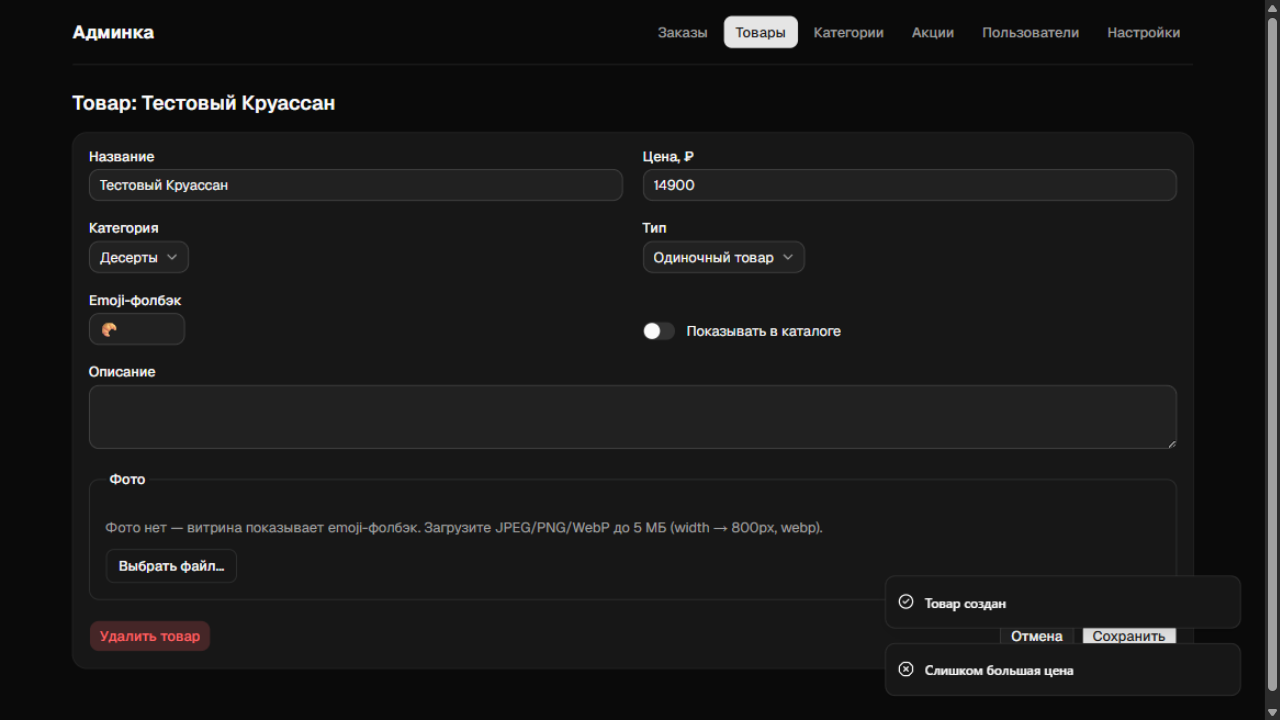 Админка
Заказы Товары Категории Акции Пользователи Настройки
Товар: Тестовый Круассан
Название
Тестовый Круассан
Цена, ₽
14900
Категория
Десерты
Тип
Одиночный товар
Emoji-фолбэк
🥐
Показывать в каталоге
Описание
Фото
Фото нет — витрина показывает emoji-фолбэк. Загрузите JPEG/PNG/WebP до 5 МБ (width → 800px, webp).
Выбрать файл…
Товар создан
Удалить товар
Отмена
Сохранить
Слишком большая цена